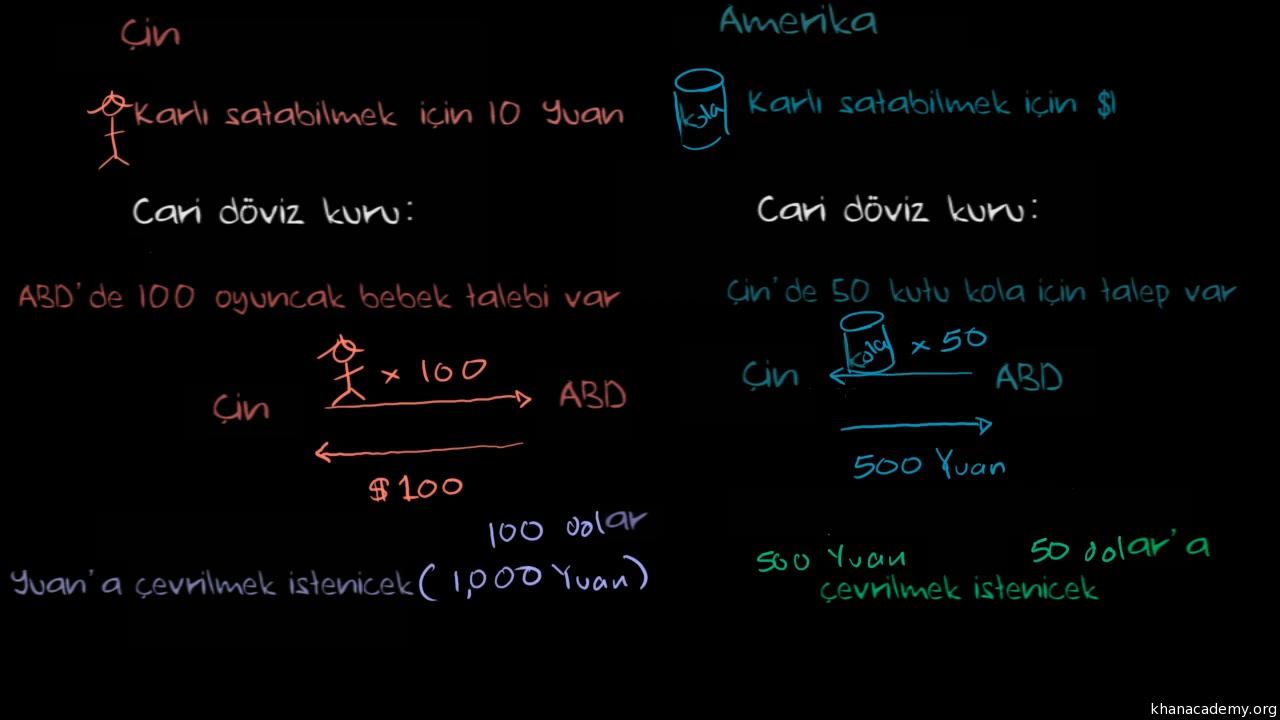 Çin
Karlı satabilmek için 10 Yuan
Cari döviz kuru:
ABD'de 100 oyuncak bebek talebi var
x 100
Çin
ABD
$100
100 dolar
Yuan'a çevrilmek istenicek (1,000 Yuan)
Amerika
kola
Karlı satabilmek için $1
Cari döviz kuru:
Çin'de 50 kutu kola için talep var
kola x 50
Çin
ABD
500 Yuan
500 Yuan 50 dolar'a
çevrilmek istenicek
khanacademy.org